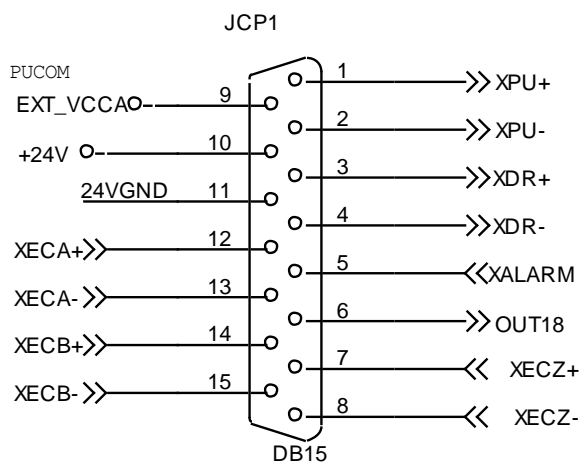 JCP1
PUCOM
1
XPU+
EXT_VCCA
9
2
XPU-
+24V
10
3
XDR+
24VGND
11
4
XDR-
XECA+
12
5
XALARM
XECA-
13
6
OUT18
XECB+
14
7
XECZ+
XECB-
15
8
XECZ-
DB15